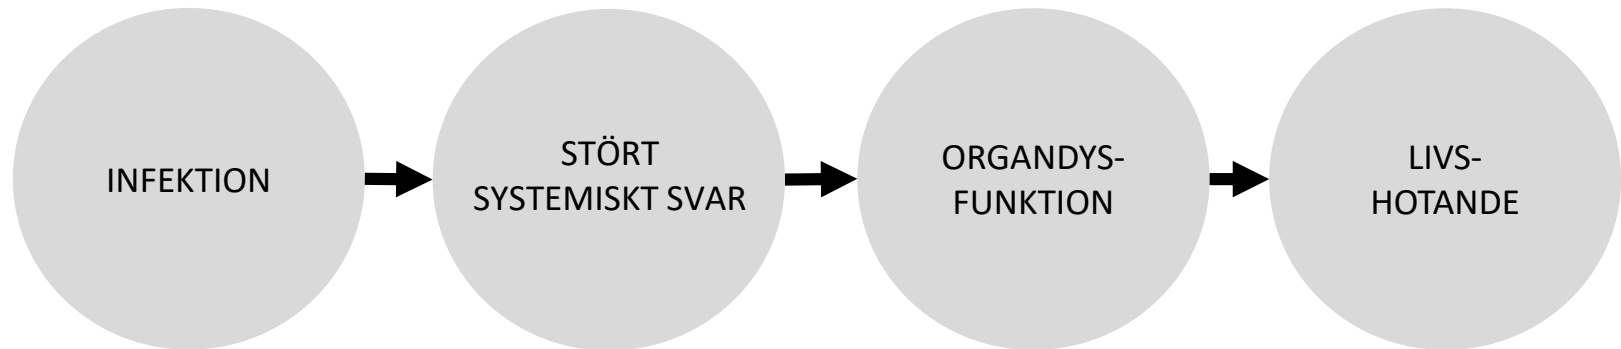 INFEKTION
STÖRT
SYSTEMISKT SVAR
ORGANDYS-
FUNKTION
LIVS-
HOTANDE